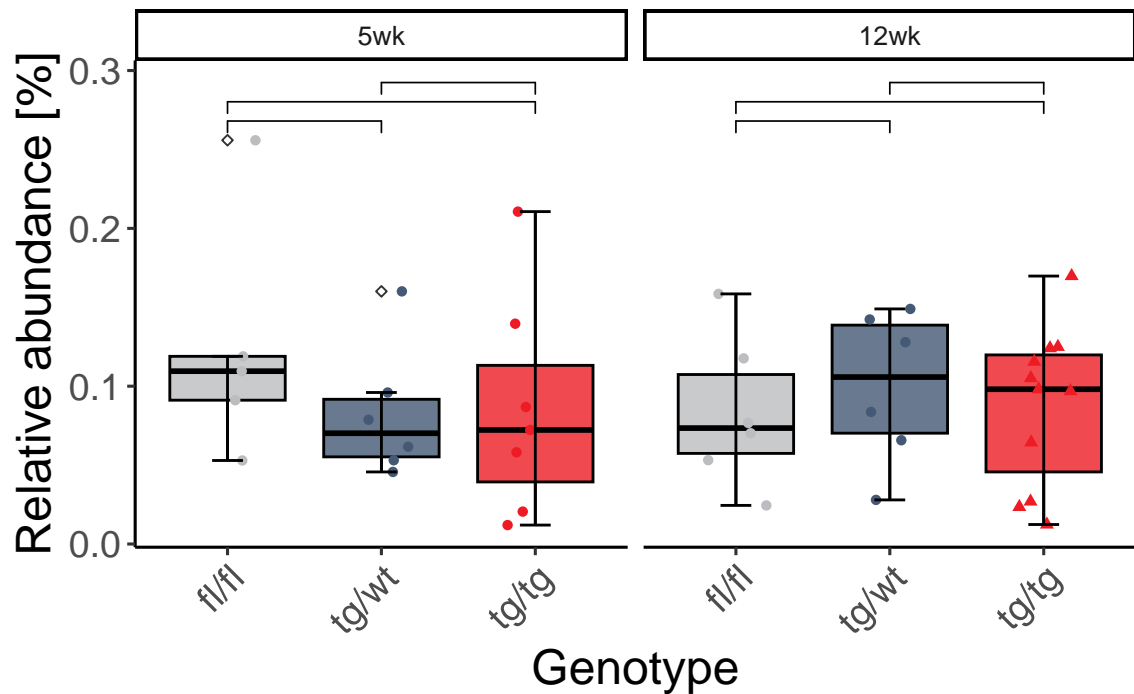 5wk
12wk
Relative abundance [%]
0.3
0.2
0.1
0.0
fl/fl
tg/wt
tg/tg
fl/fl
tg/wt
tg/tg
Genotype